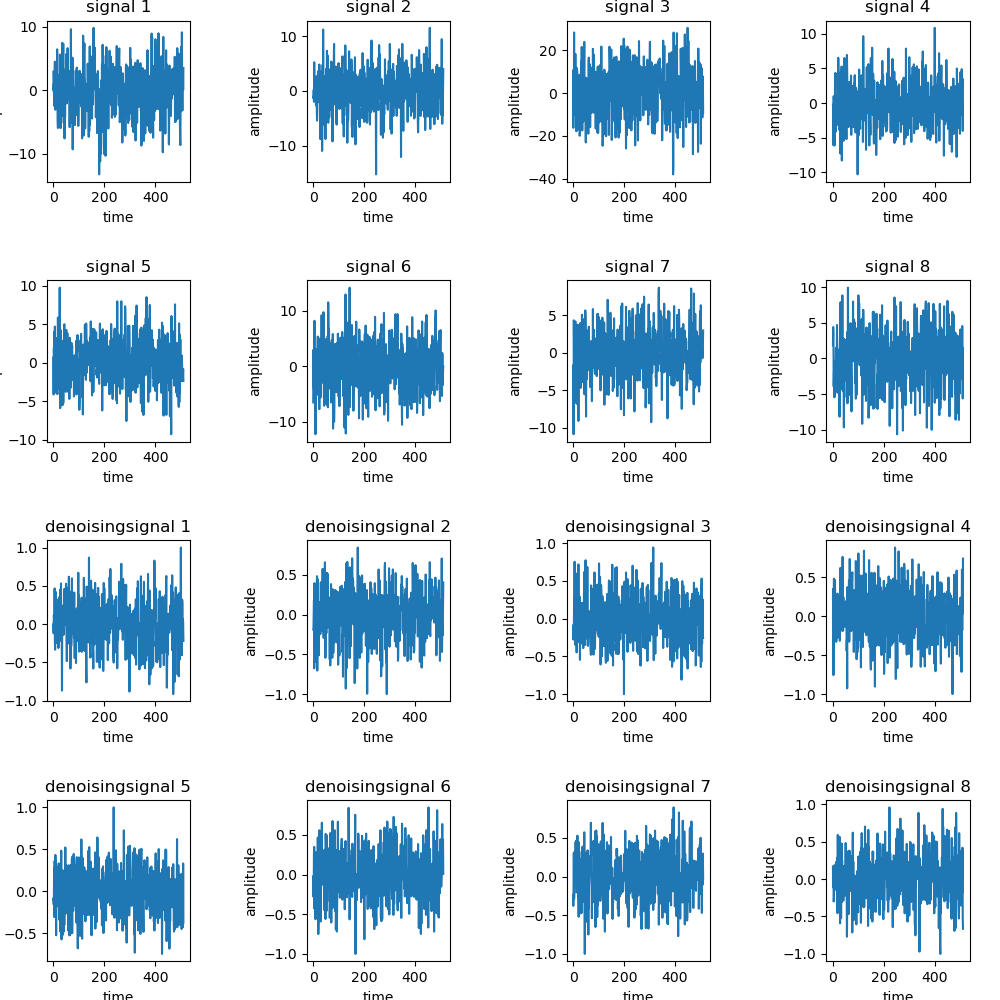 signal 1 signal 2 signal 3 signal 4
10 0 −10
amplitude 10 0 −10
amplitude 20 0 −20 −40
amplitude 10 5 0 −5 −10
0 200 400 0 200 400 0 200 400 0 200 400
time time time time
signal 5 signal 6 signal 7 signal 8
10 5 0 −5 −10
amplitude 10 0 −10
amplitude 5 0 −5 −10
amplitude 10 5 0 −5 −10
0 200 400 0 200 400 0 200 400 0 200 400
time time time time
denoisingsignal 1 denoisingsignal 2 denoisingsignal 3 denoisingsignal 4
1.0 0.5 0.0 −0.5 −1.0
amplitude 0.5 0.0 −0.5 −1.0
amplitude 1.0 0.5 0.0 −0.5 −1.0
amplitude 0.5 0.0 −0.5 −1.0
0 200 400 0 200 400 0 200 400 0 200 400
time time time time
denoisingsignal 5 denoisingsignal 6 denoisingsignal 7 denoisingsignal 8
1.0 0.5 0.0 −0.5
amplitude 0.5 0.0 −0.5 −1.0
amplitude 0.5 0.0 −0.5 −1.0
amplitude 1.0 0.5 0.0 −0.5 −1.0
0 200 400 0 200 400 0 200 400 0 200 400
time time time time